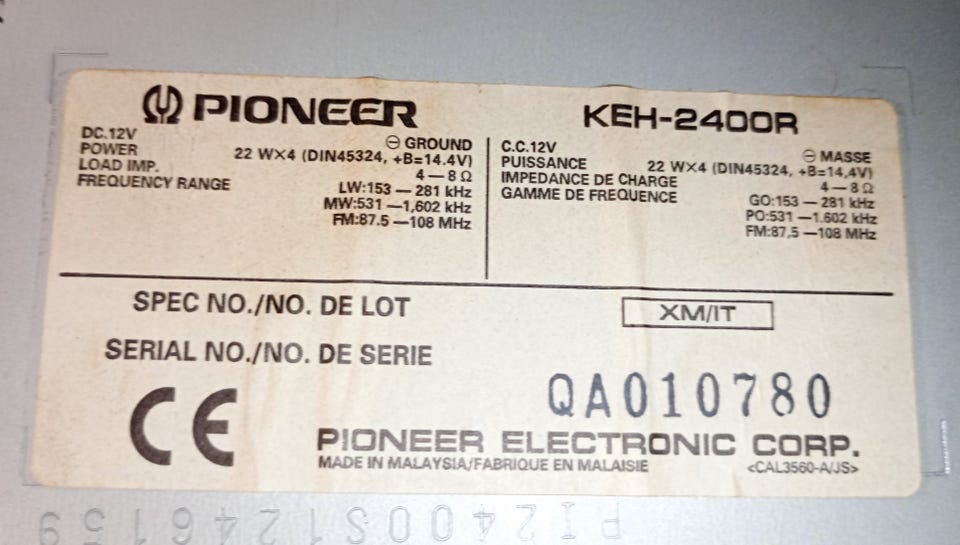 PIONEER
KEH-2400R
DC.12V ⊖ GROUND
POWER 22 W×4 (DIN45324, +B=14.4V)
LOAD IMP. 4 — 8 Ω
FREQUENCY RANGE LW:153 — 281 kHz
MW:531 —1,602 kHz
FM:87.5 —108 MHz
C.C.12V ⊖ MASSE
PUISSANCE 22 W×4 (DIN45324, +B=14,4V)
IMPEDANCE DE CHARGE 4 — 8 Ω
GAMME DE FREQUENCE GO:153 — 281 kHz
PO:531 —1.602 kHz
FM:87,5 —108 MHz
SPEC NO./NO. DE LOT XM/IT
SERIAL NO./NO. DE SERIE
QA010780
CE
PIONEER ELECTRONIC CORP.
MADE IN MALAYSIA/FABRIQUE EN MALAISIE <CAL3560-A/JS>
PI2400S1246159